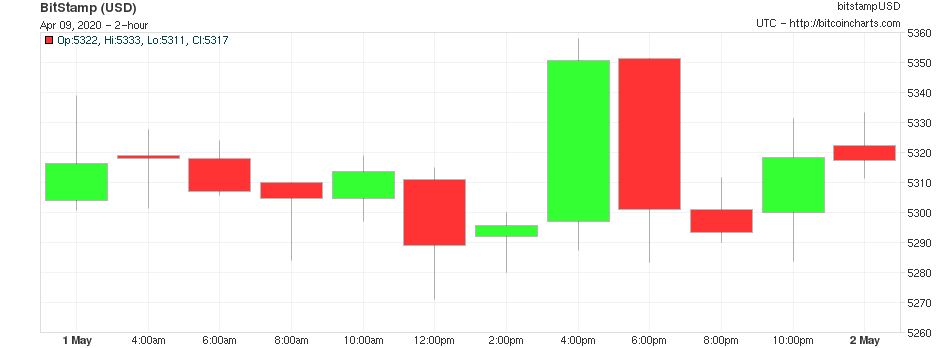 BitStamp (USD)
bitstampUSD
Apr 09, 2020 - 2-hour
UTC - http://bitcoincharts.com
Op:5322, Hi:5333, Lo:5311, Cl:5317
5360
5350
5340
5330
5320
5310
5300
5290
5280
5270
5260
1 May 4:00am 6:00am 8:00am 10:00am 12:00pm 2:00pm 4:00pm 6:00pm 8:00pm 10:00pm 2 May